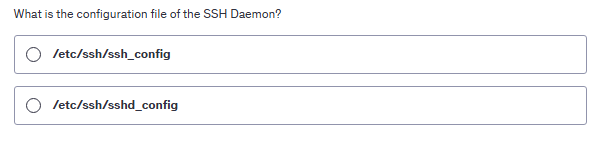 What is the configuration file of the SSH Daemon?
/etc/ssh/ssh_config
/etc/ssh/sshd_config